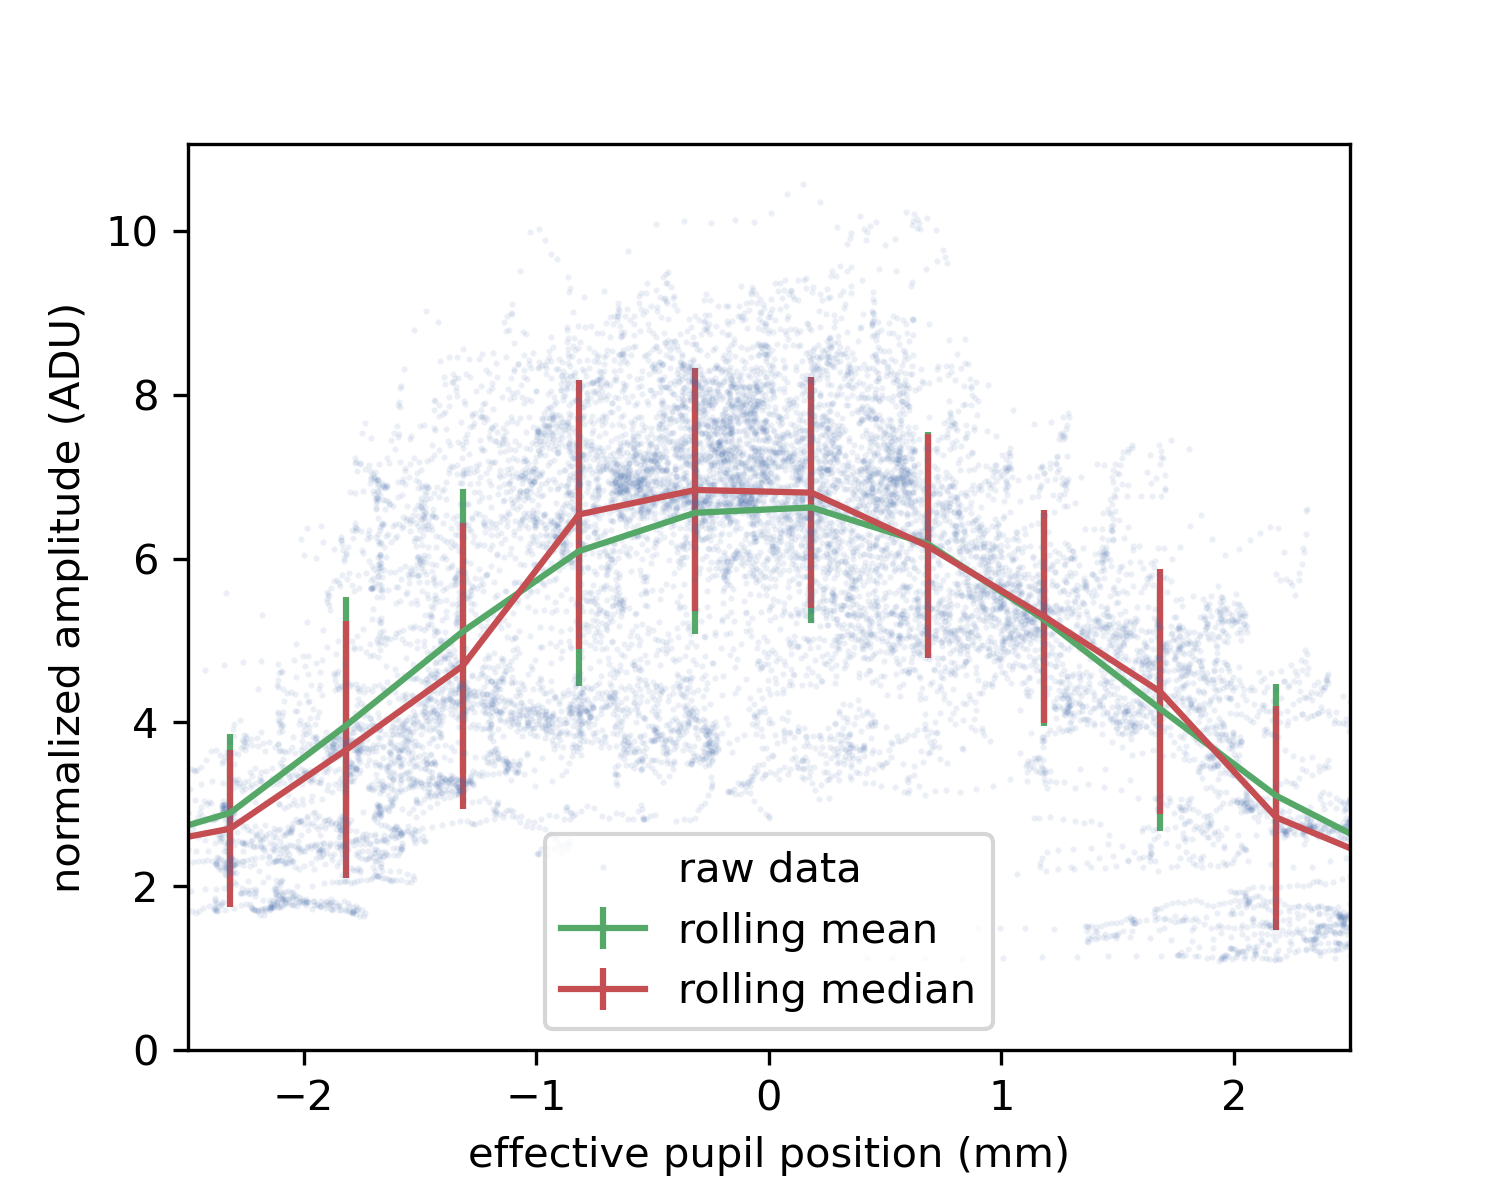 normalized amplitude (ADU)
10
8
6
4
2
0
raw data
rolling mean
rolling median
−2
−1
0
1
2
effective pupil position (mm)